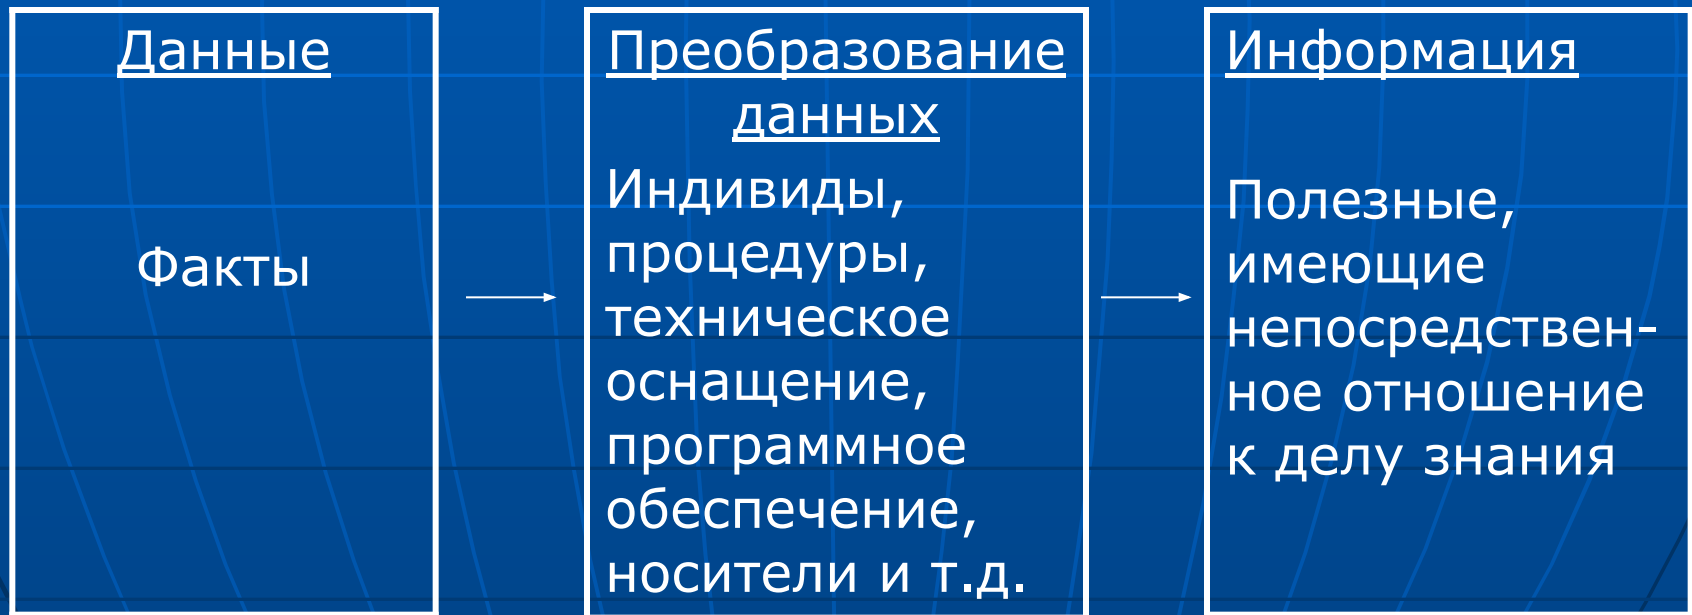 Данные
Факты
Преобразование
данных
Индивиды,
процедуры,
техническое
оснащение,
программное
обеспечение,
носители и т.д.
Информация
Полезные,
имеющие
непосредствен-
ное отношение
к делу знания